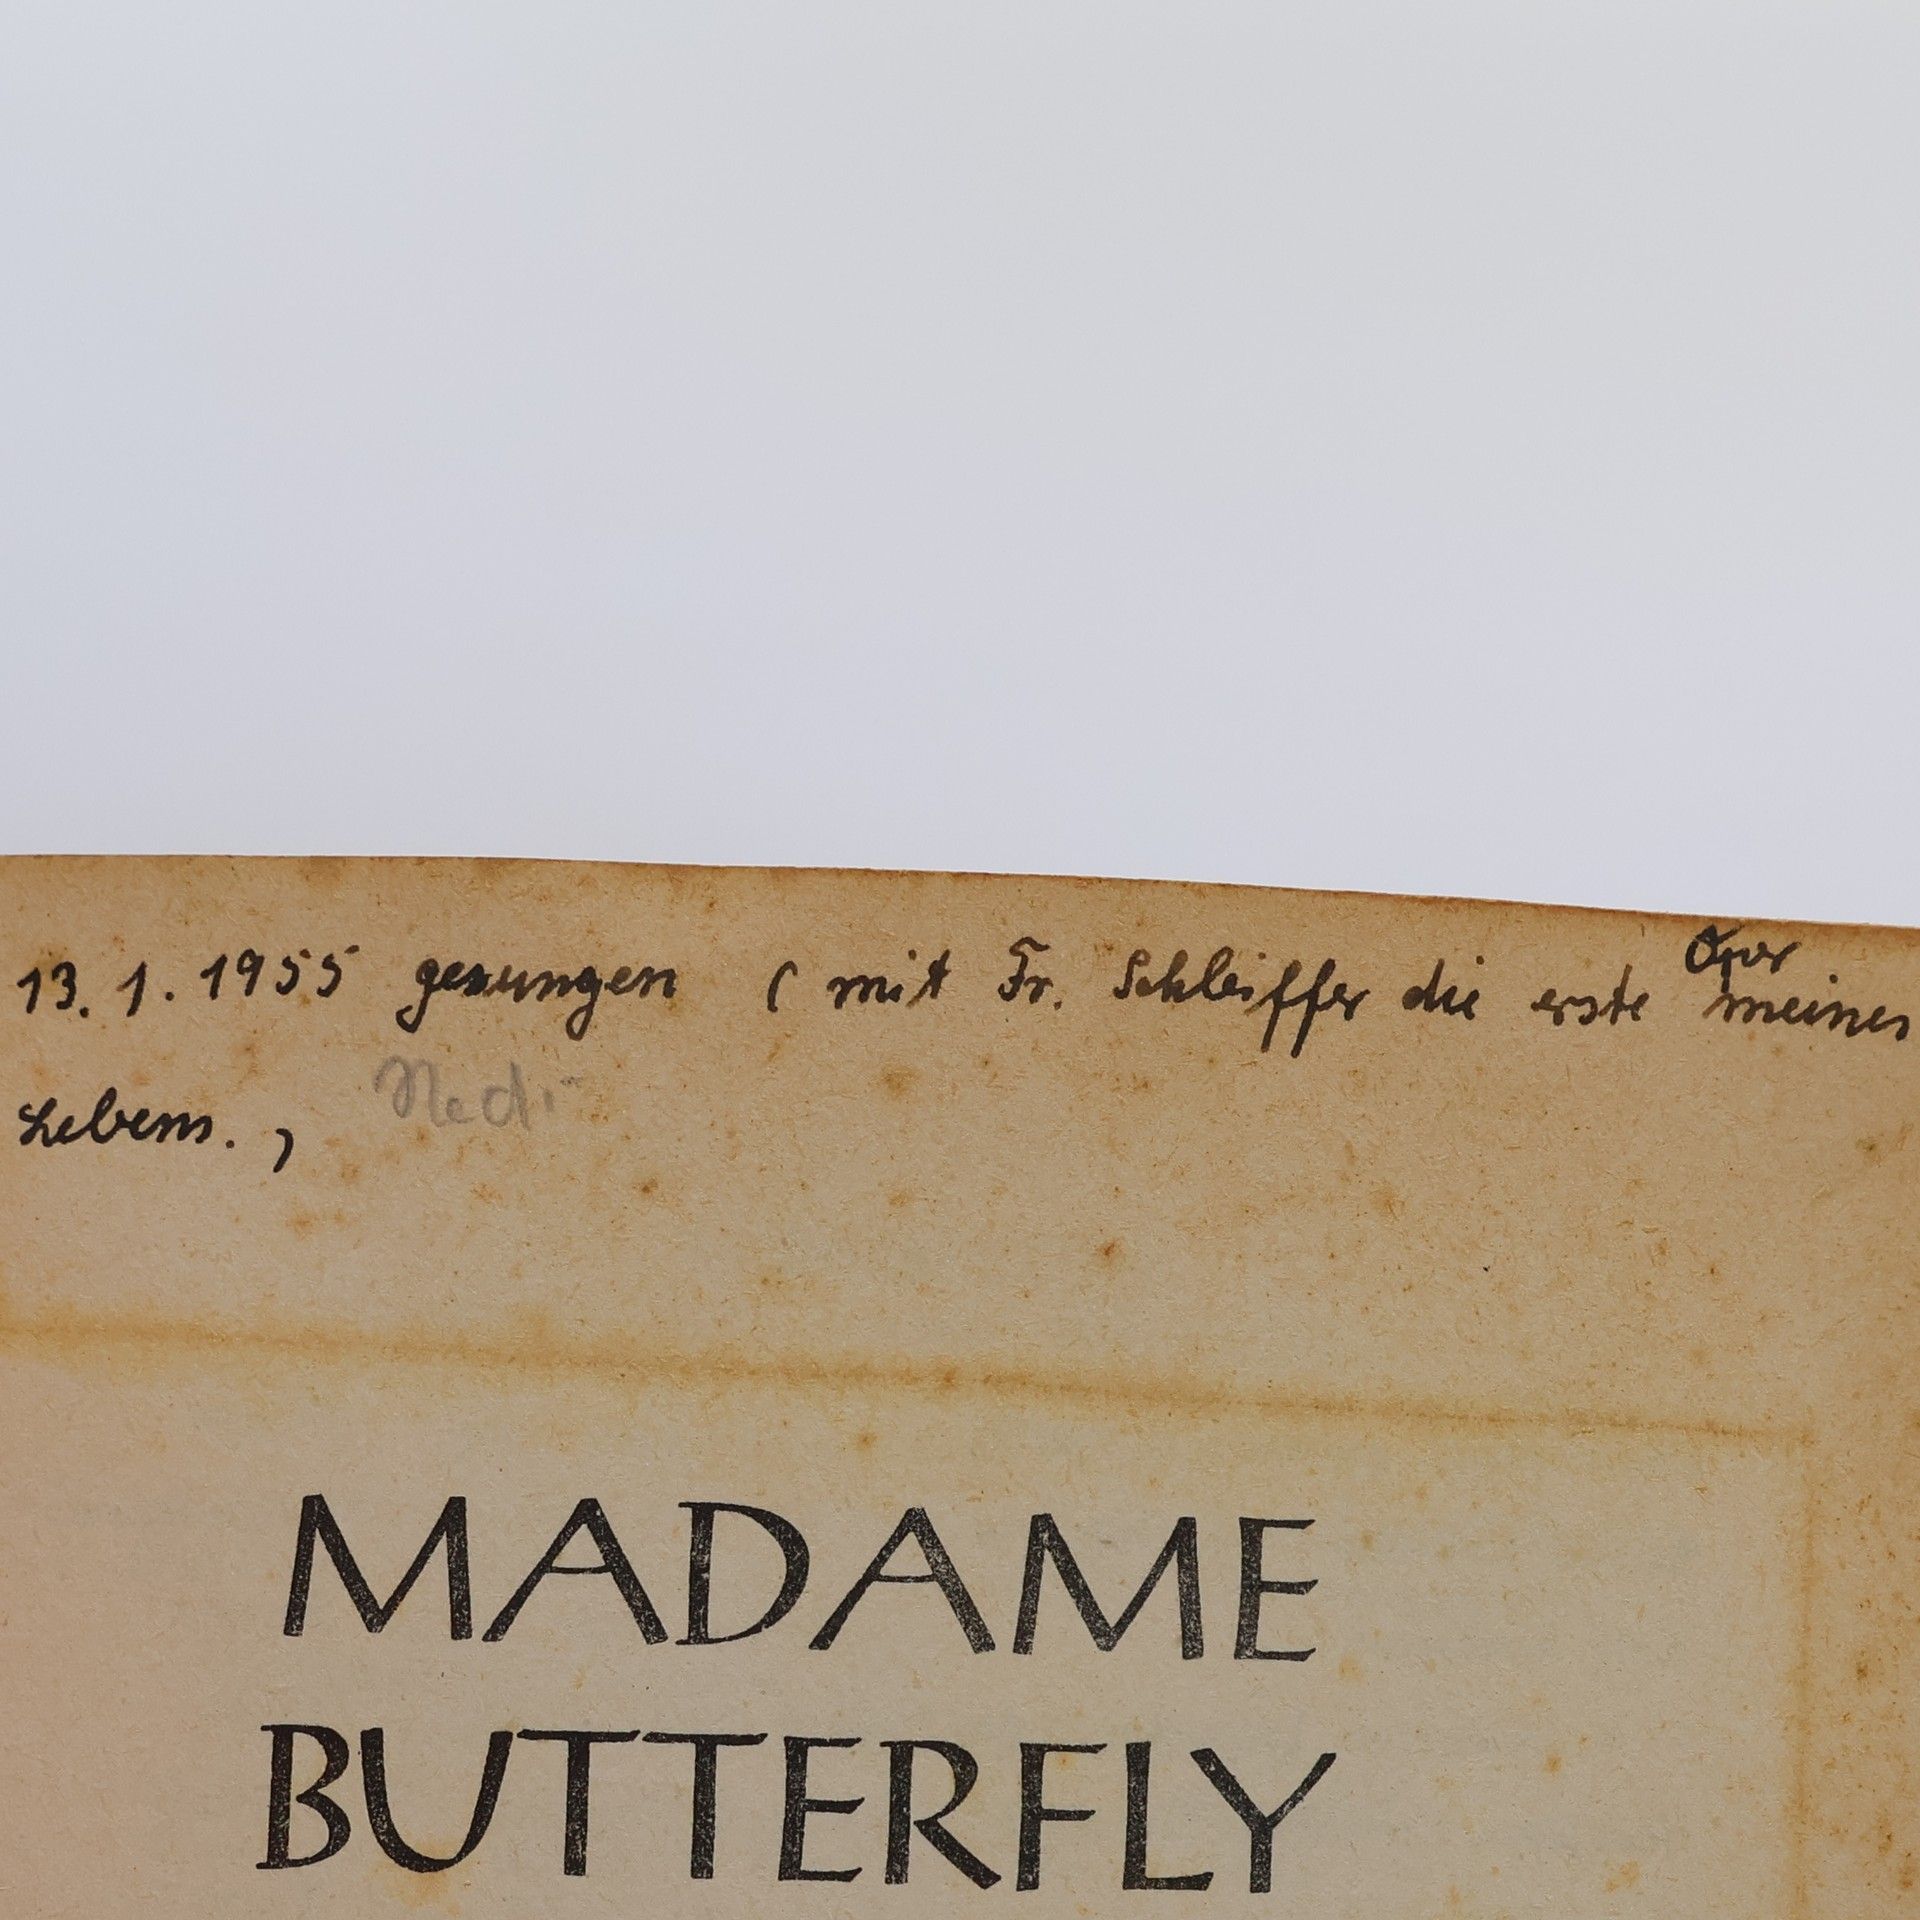 13. 1. 1955 gesungen (mit Fr. Schleiffer die erste Oper meines
Lebens.)
MADAME
BUTTERFLY